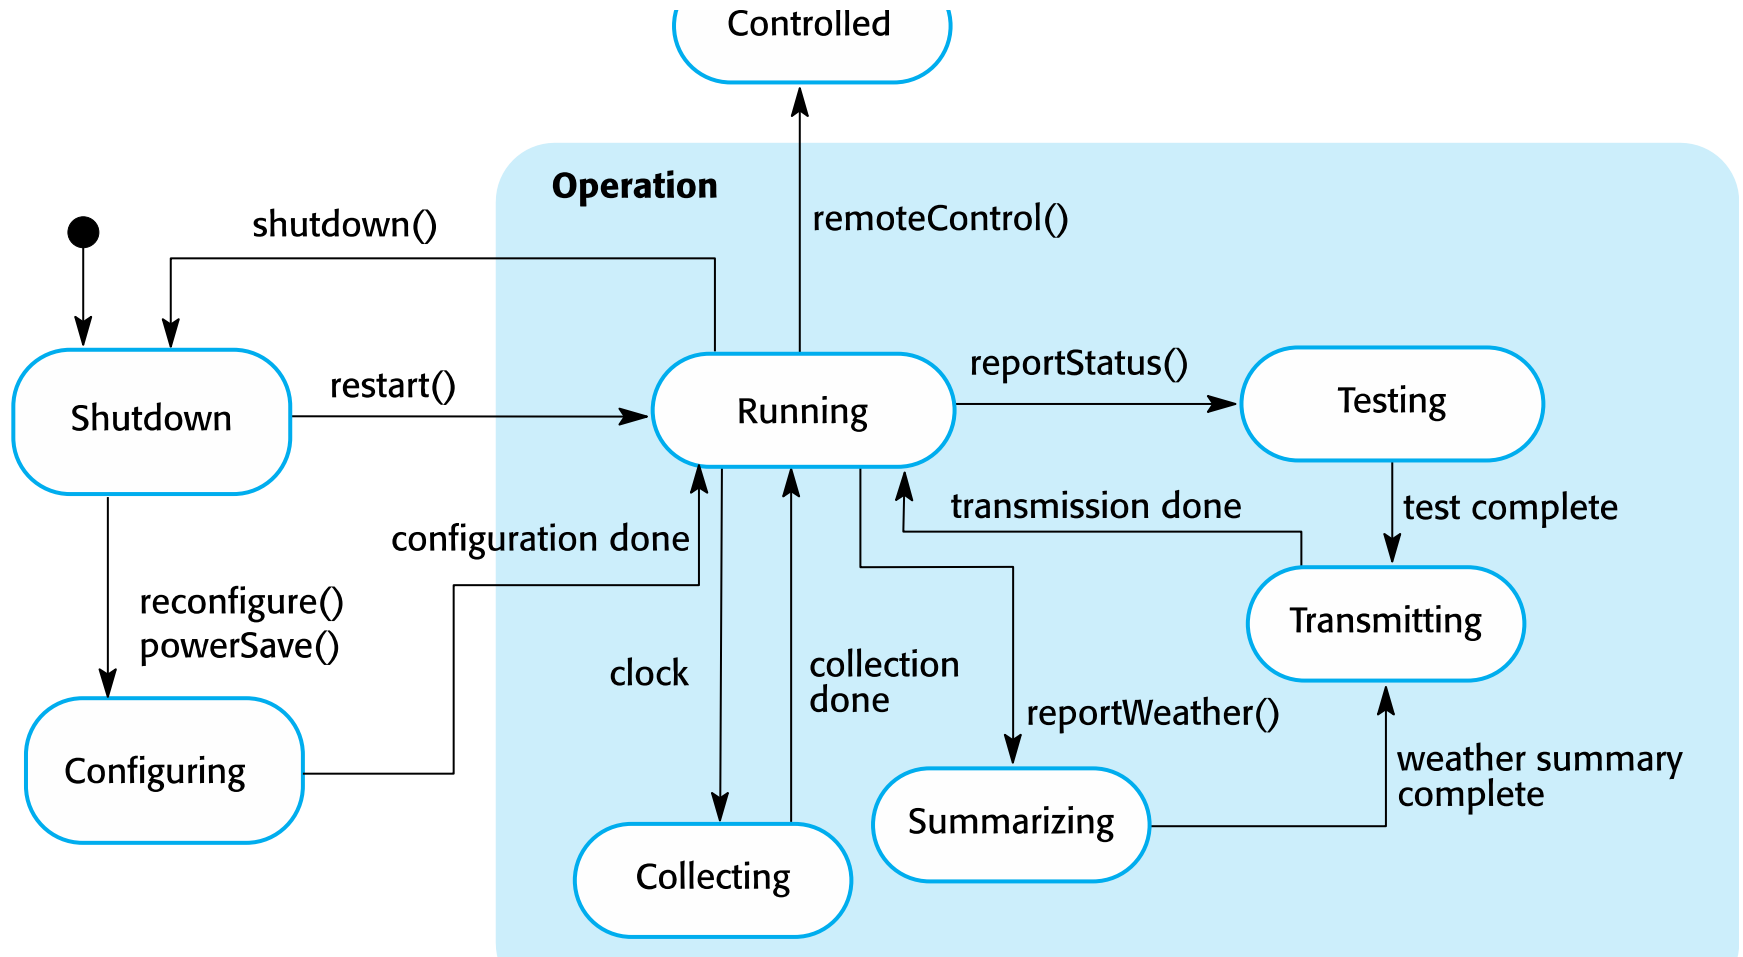 Controlled
Operation
shutdown()
remoteControl()
restart()
reportStatus()
Shutdown
Running
Testing
configuration done
transmission done
test complete
reconfigure()
powerSave()
Transmitting
clock
collection
done
reportWeather()
Configuring
weather summary
complete
Summarizing
Collecting